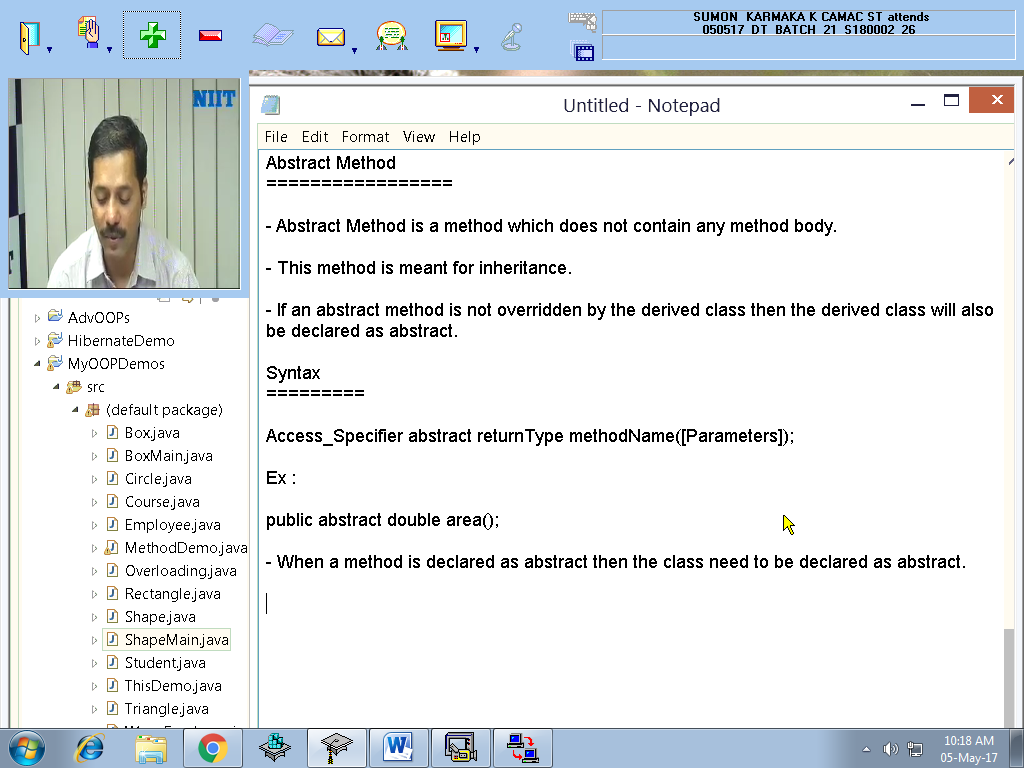 SUMON KARMAKA K CAMAC ST attends
050517 DT BATCH 21 S180002 26
NIIT
Untitled - Notepad
File Edit Format View Help
Abstract Method
=================
- Abstract Method is a method which does not contain any method body.
- This method is meant for inheritance.
- If an abstract method is not overridden by the derived class then the derived class will also
be declared as abstract.
Syntax
=========
Access_Specifier abstract returnType methodName([Parameters]);
Ex :
public abstract double area();
- When a method is declared as abstract then the class need to be declared as abstract.
AdvOOPs
HibernateDemo
MyOOPDemos
src
(default package)
Box.java
BoxMain.java
Circle.java
Course.java
Employee.java
MethodDemo.java
Overloading.java
Rectangle.java
Shape.java
ShapeMain.java
Student.java
ThisDemo.java
Triangle.java
10:18 AM
05-May-17